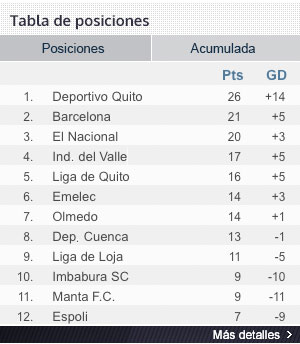 Tabla de posiciones
Posiciones Acumulada
Pts GD
1. Deportivo Quito 26 +14
2. Barcelona 21 +5
3. El Nacional 20 +3
4. Ind. del Valle 17 +5
5. Liga de Quito 16 +5
6. Emelec 14 +3
7. Olmedo 14 +1
8. Dep. Cuenca 13 -1
9. Liga de Loja 11 -5
10. Imbabura SC 9 -10
11. Manta F.C. 9 -11
12. Espoli 7 -9
Más detalles